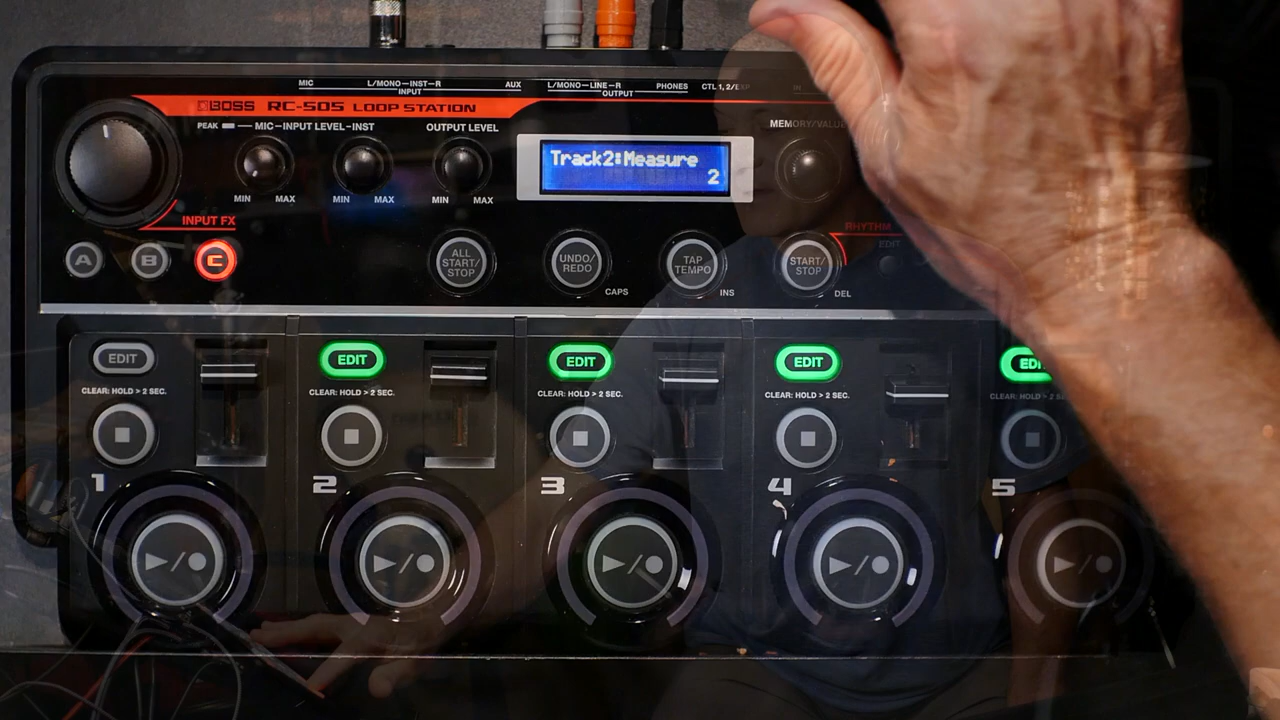 MIC L/MONO—INST—R AUX L/MONO—LINE—R PHONES CTL 1, 2/EXP IN
INPUT OUTPUT
BOSS RC-505 LOOP STATION
PEAK MIC—INPUT LEVEL—INST OUTPUT LEVEL MEMORY/VALUE
Track2:Measure
2
MIN MAX MIN MAX MIN MAX
INPUT FX RHYTHM
A B C ALL START/STOP UNDO/REDO TAP TEMPO START/STOP EDIT
CAPS INS DEL
EDIT EDIT EDIT EDIT EDIT
CLEAR: HOLD > 2 SEC. CLEAR: HOLD > 2 SEC. CLEAR: HOLD > 2 SEC. CLEAR: HOLD > 2 SEC. CLEAR: HOLD > 2
1 2 3 4 5